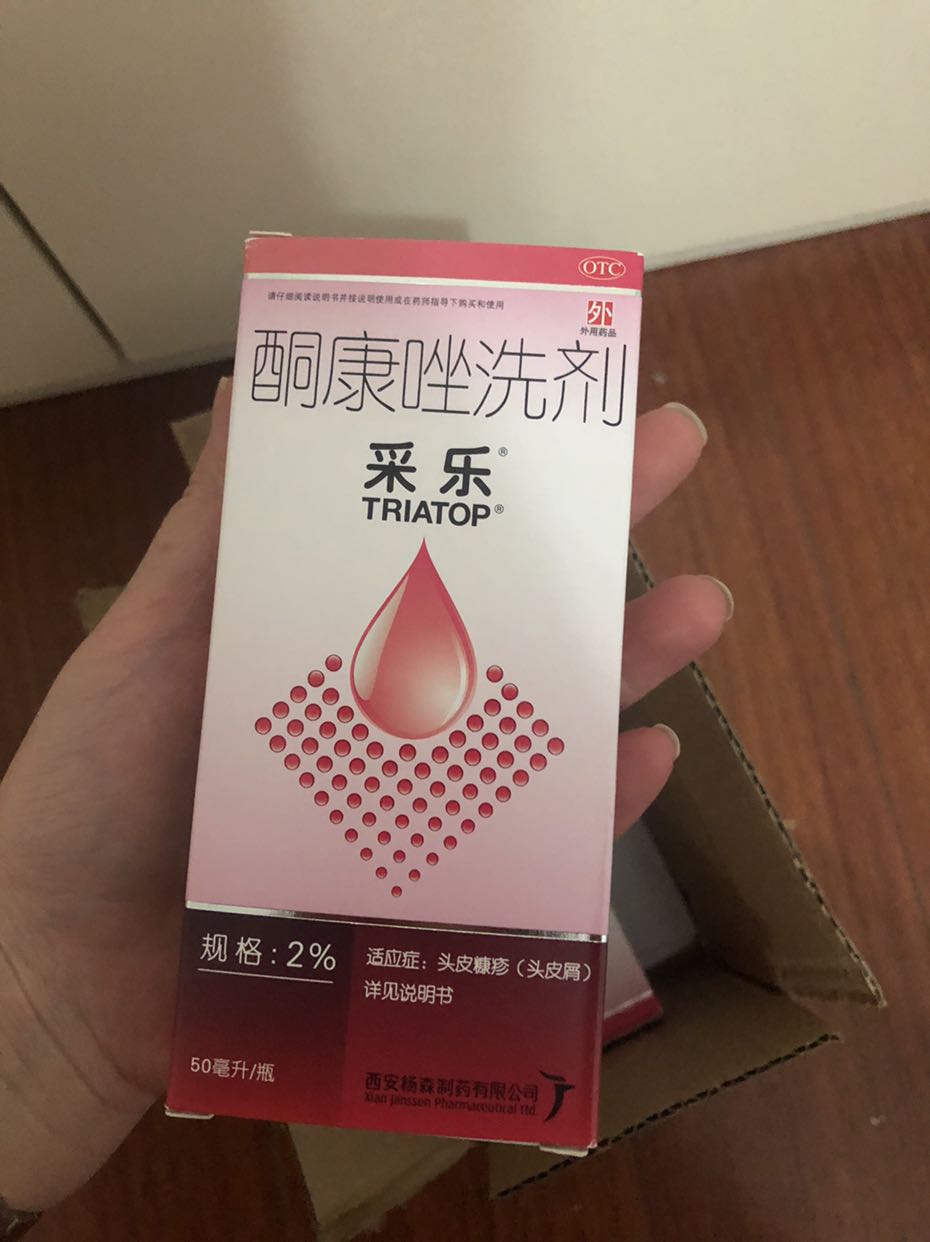 OTC
请仔细阅读说明书并按说明使用或在药师指导下购买和使用
外
外用药品
酮康唑洗剂
采乐®
TRIATOP®
规格:2%
适应症:头皮糠疹(头皮屑)
详见说明书
50毫升/瓶
西安杨森制药有限公司
Xian Janssen Pharmaceutical Ltd.